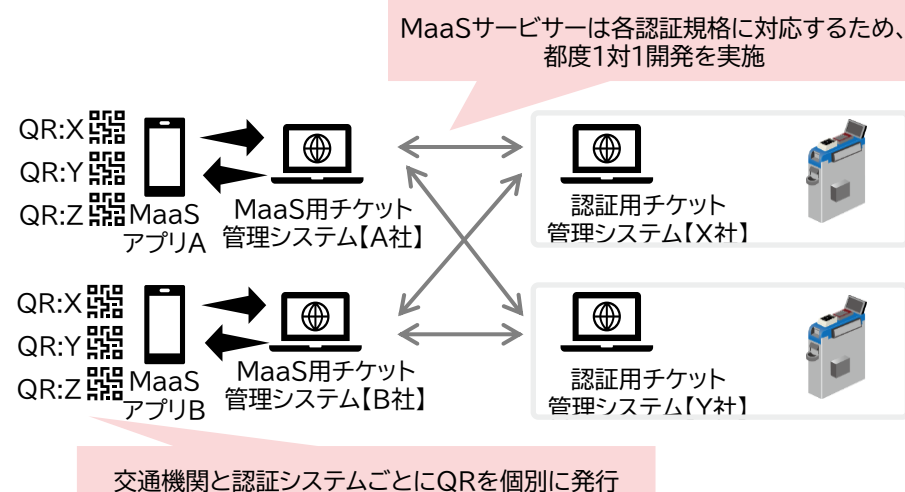 MaaSサービサーは各認証規格に対応するため、
都度1対1開発を実施
QR:X
QR:Y
QR:Z
MaaS
アプリA
MaaS用チケット
管理システム【A社】
認証用チケット
管理システム【X社】
QR:X
QR:Y
QR:Z
MaaS
アプリB
MaaS用チケット
管理システム【B社】
認証用チケット
管理システム【Y社】
交通機関と認証システムごとにQRを個別に発行